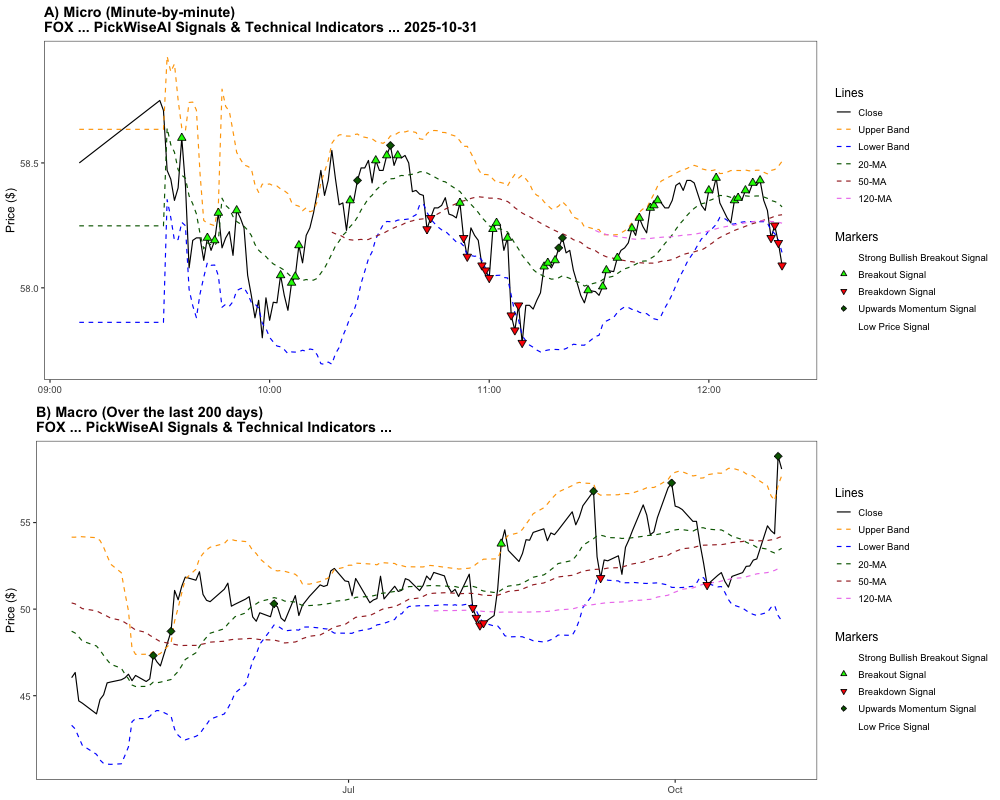 A) Micro (Minute-by-minute)
FOX ... PickWiseAI Signals & Technical Indicators ... 2025-10-31
Price ($)
58.5
58.0
09:00
10:00
11:00
12:00
Lines
Close
Upper Band
Lower Band
20-MA
50-MA
120-MA
Markers
Strong Bullish Breakout Signal
Breakout Signal
Breakdown Signal
Upwards Momentum Signal
Low Price Signal
B) Macro (Over the last 200 days)
FOX ... PickWiseAI Signals & Technical Indicators ...
Price ($)
55
50
45
Jul
Oct
Lines
Close
Upper Band
Lower Band
20-MA
50-MA
120-MA
Markers
Strong Bullish Breakout Signal
Breakout Signal
Breakdown Signal
Upwards Momentum Signal
Low Price Signal